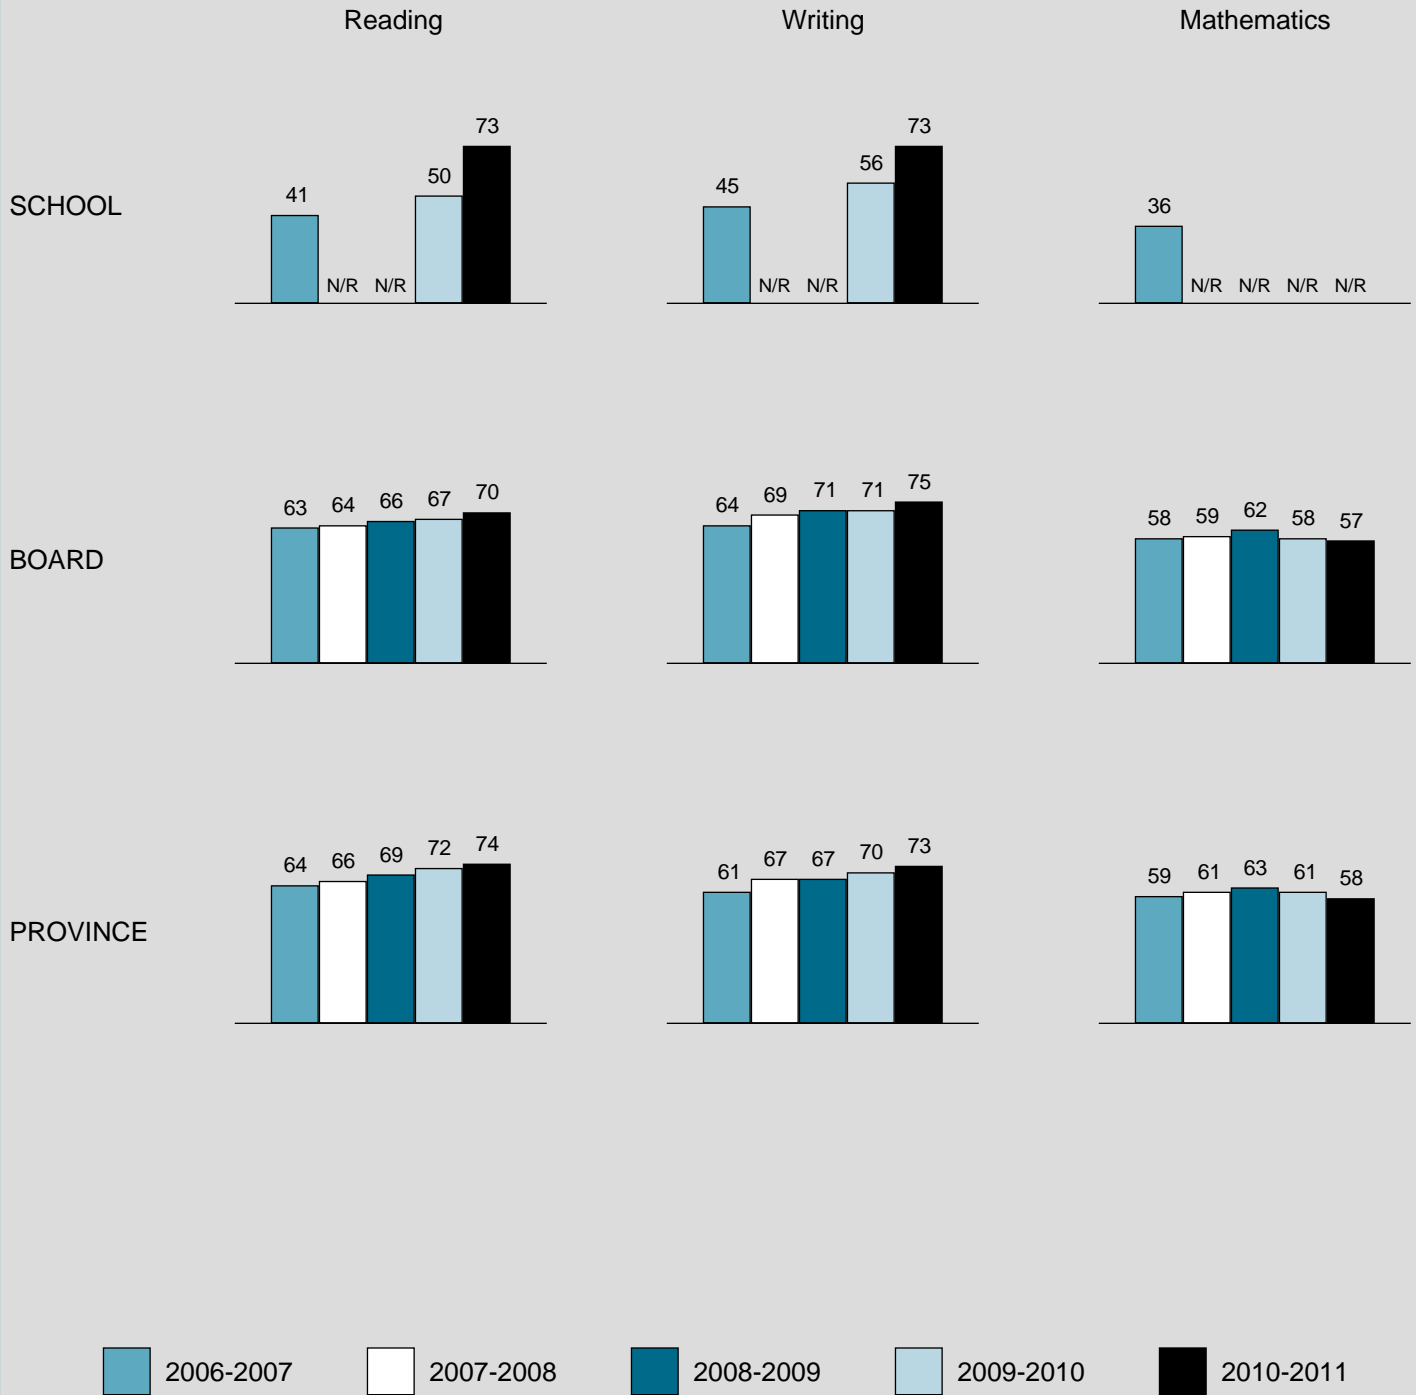 Reading Writing Mathematics
SCHOOL
41 N/R N/R 50 73
45 N/R N/R 56 73
36 N/R N/R N/R N/R
BOARD
63 64 66 67 70
64 69 71 71 75
58 59 62 58 57
PROVINCE
64 66 69 72 74
61 67 67 70 73
59 61 63 61 58
2006-2007 2007-2008 2008-2009 2009-2010 2010-2011